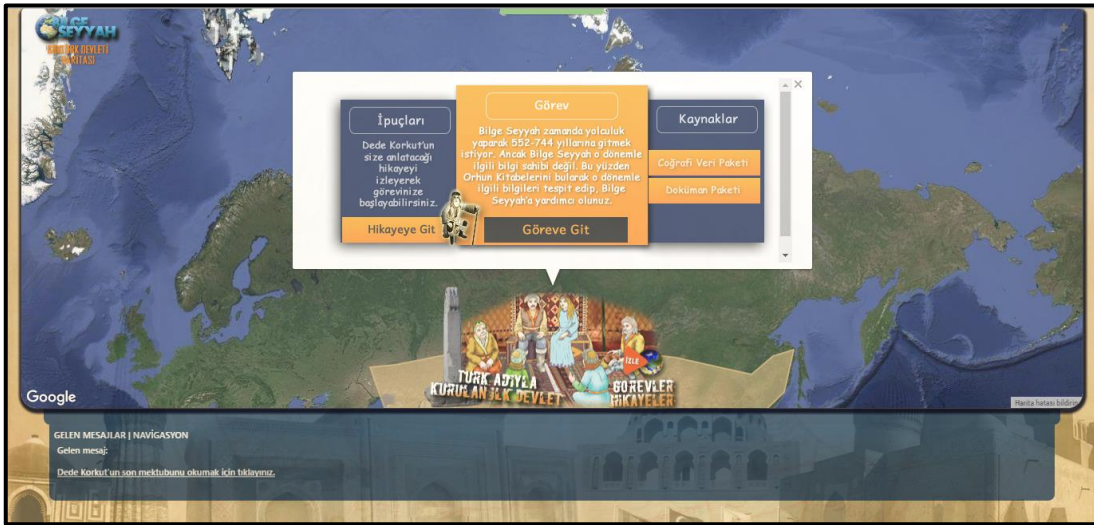 BİLGE
SEYYAH
GÖKTÜRK DEVLETİ
HARİTASI
İpuçları
Dede Korkut'un
size anlatacağı
hikayeyi
izleyerek
görevinize
başlayabilirsiniz.
Hikayeye Git
Görev
Bilge Seyyah zamanda yolculuk
yaparak 552-744 yıllarına gitmek
istiyor. Ancak Bilge Seyyah o dönemle
ilgili bilgi sahibi değil. Bu yüzden
Orhun Kitabelerini bularak o dönemle
ilgili bilgileri tespit edip, Bilge
Seyyah'a yardımcı olunuz.
Göreve Git
Kaynaklar
Coğrafi Veri Paketi
Doküman Paketi
TÜRK ADIYLA
KURULAN İLK DEVLET
İZLE
GÖREVLER
HİKAYELER
Google
Harita hatası bildirin
GELEN MESAJLAR | NAVİGASYON
Gelen mesaj:
Dede Korkut'un son mektubunu okumak için tıklayınız.